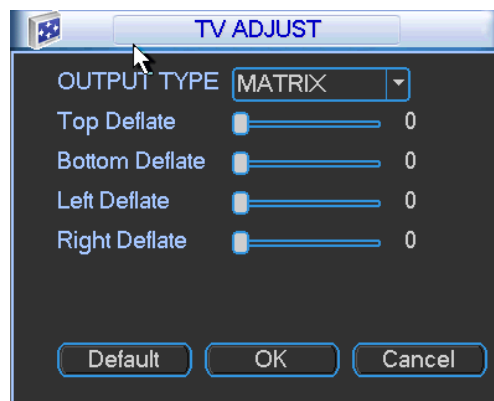 TV ADJUST
OUTPUT TYPE MATRIX
Top Deflate 0
Bottom Deflate 0
Left Deflate 0
Right Deflate 0
Default OK Cancel